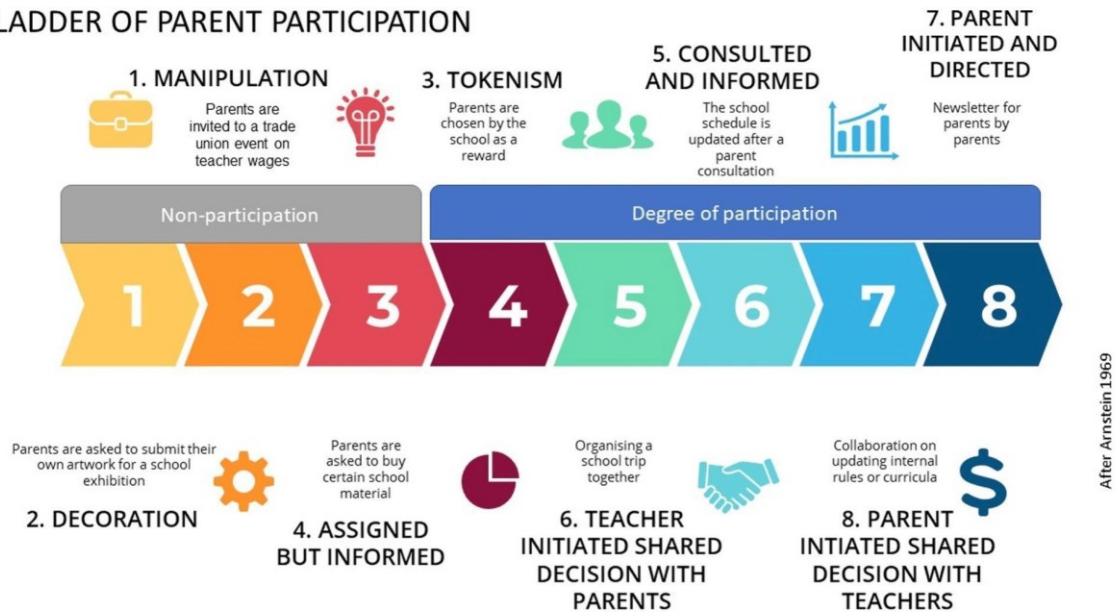 LADDER OF PARENT PARTICIPATION
1. MANIPULATION
Parents are
invited to a trade
union event on
teacher wages
3. TOKENISM
Parents are
chosen by the
school as a
reward
5. CONSULTED
AND INFORMED
The school
schedule is
updated after a
parent
consultation
7. PARENT
INITIATED AND
DIRECTED
Newsletter for
parents by
parents
Non-participation
Degree of participation
1
2
3
4
5
6
7
8
Parents are asked to submit their
own artwork for a school
exhibition
2. DECORATION
Parents are
asked to buy
certain school
material
4. ASSIGNED
BUT INFORMED
Organising a
school trip
together
6. TEACHER
INITIATED SHARED
DECISION WITH
PARENTS
Collaboration on
updating internal
rules or curricula
$
8. PARENT
INTIATED SHARED
DECISION WITH
TEACHERS
After Arnstein 1969